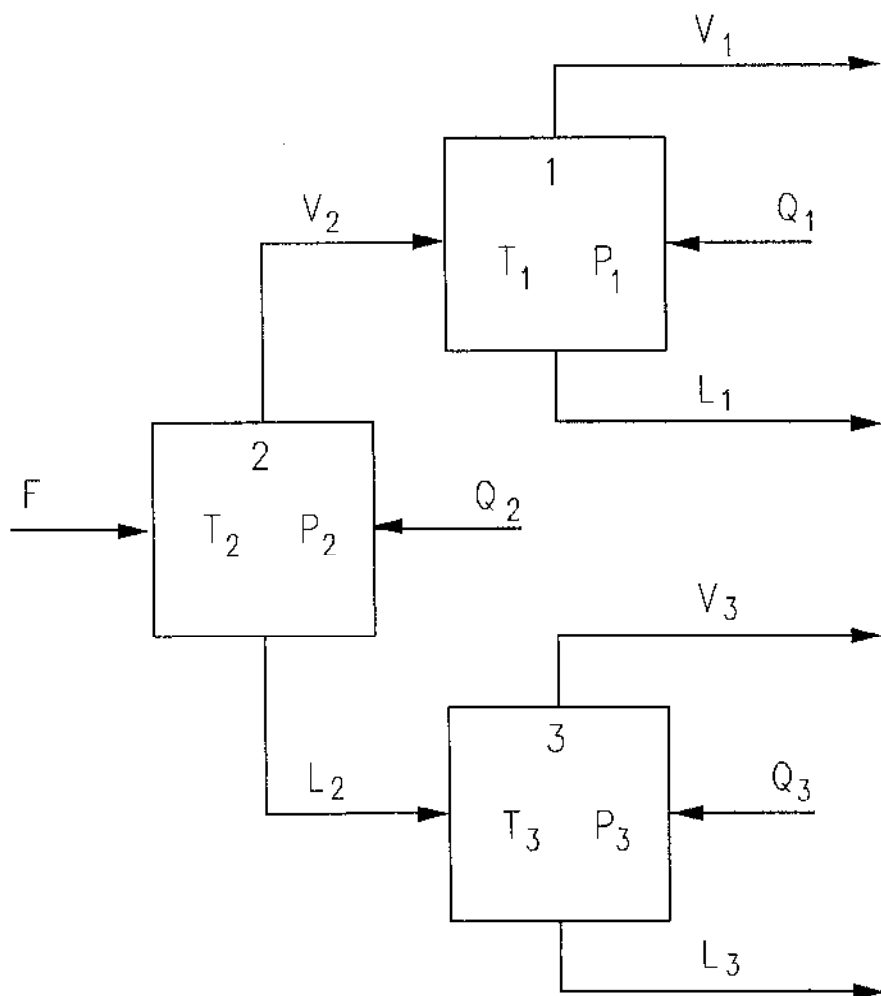 V₁
1
V₂
Q₁
T₁ P₁
L₁
2
F
Q₂
T₂ P₂
V₃
3
L₂
Q₃
T₃ P₃
L₃